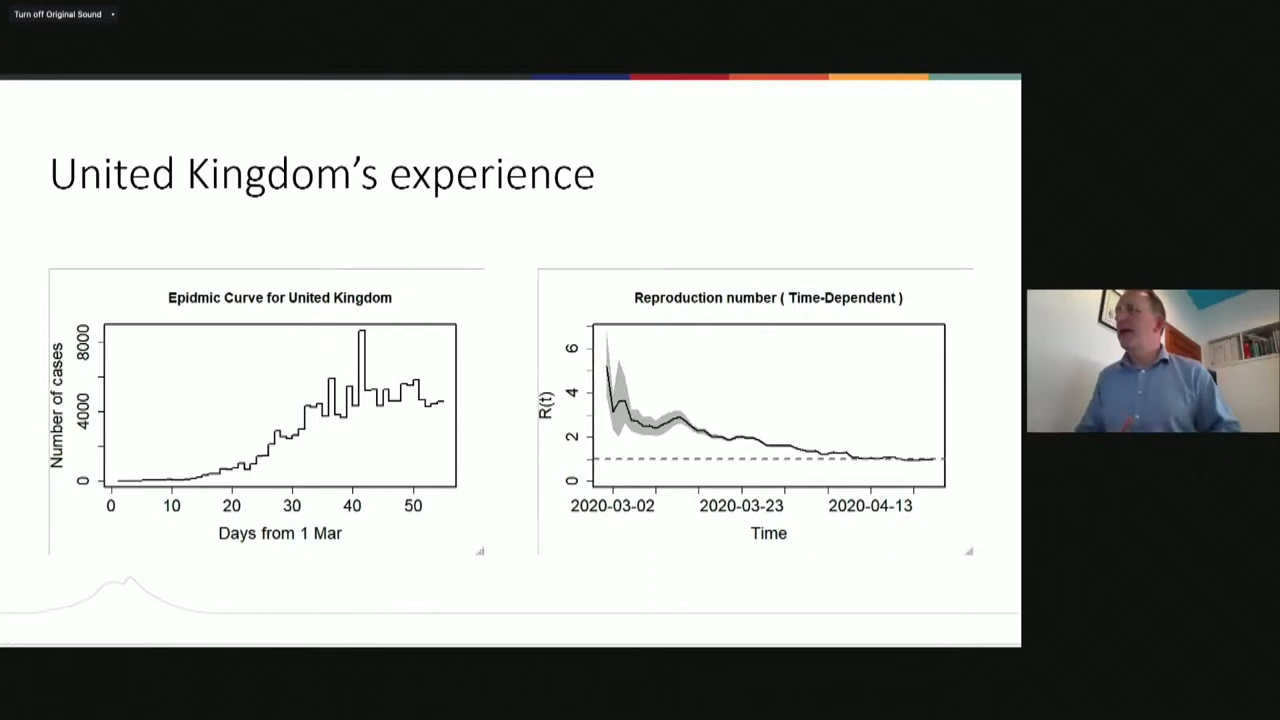 Turn off Original Sound
United Kingdom's experience
Epidmic Curve for United Kingdom
Number of cases
8000
4000
0
0 10 20 30 40 50
Days from 1 Mar
Reproduction number ( Time-Dependent )
R(t)
6
4
2
0
2020-03-02 2020-03-23 2020-04-13
Time